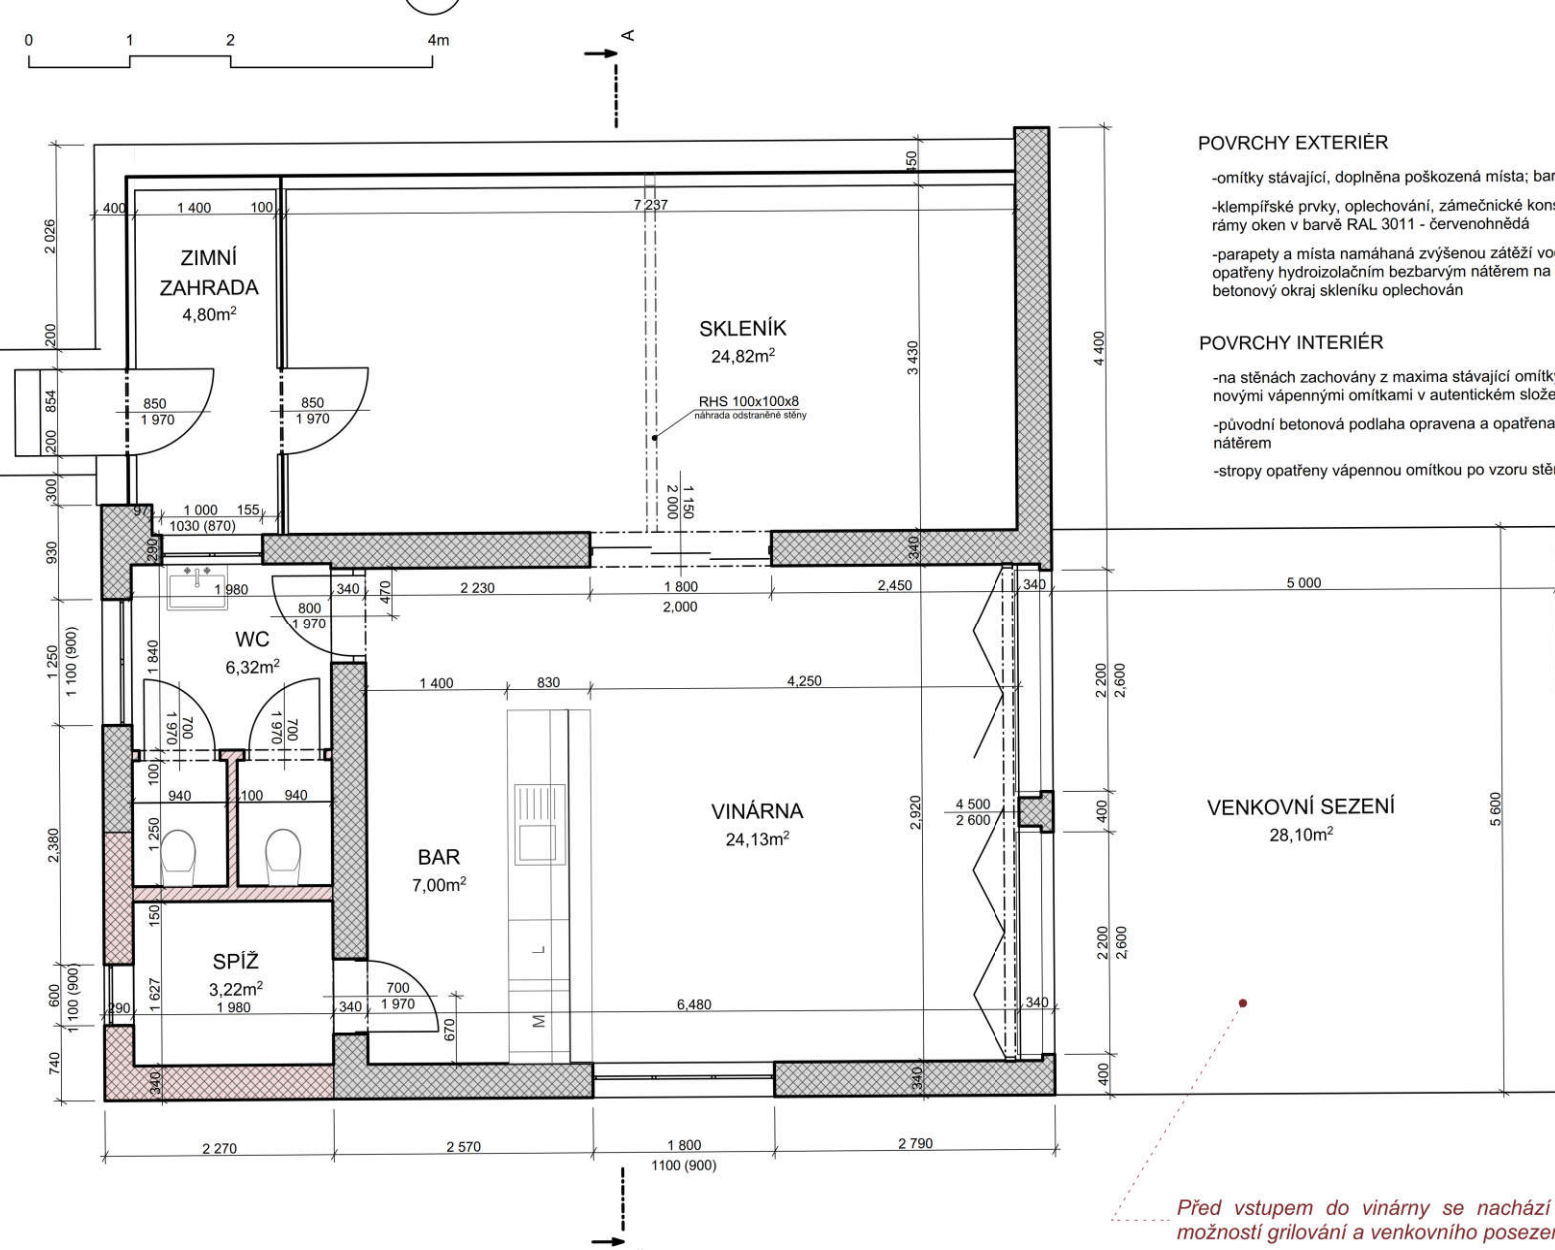 0 1 2 4m
A
POVRCHY EXTERIÉR
-omítky stávající, doplněna poškozená místa; bar
-klempířské prvky, oplechování, zámečnické kons
rámy oken v barvě RAL 3011 - červenohnědá
-parapety a místa namáhaná zvýšenou zátěží vod
opatřeny hydroizolačním bezbarvým nátěrem na
betonový okraj skleníku oplechován
POVRCHY INTERIÉR
-na stěnách zachovány z maxima stávající omítky
novými vápennými omítkami v autentickém slože
-původní betonová podlaha opravena a opatřena
nátěrem
-stropy opatřeny vápennou omítkou po vzoru stěn
400 1 400 100 7 237
450
2 026
200
854
200
300
930
1 250
1 100 (900)
2,380
600
1 100 (900)
740
ZIMNÍ
ZAHRADA
4,80m²
SKLENÍK
24,82m²
3 430
4 400
RHS 100x100x8
náhrada odstraněné stěny
850
1 970
850
1 970
1 150
2 000
97 1 000 155
1030 (870)
290
340
1 980 340 470 2 230 1 800 2,450 340 5 000
2,000
800
1 970
WC
6,32m²
1 840
700
1 970
700
1 970
1 400 830 4,250
2 200
2,600
100
940 100 940
1 250
VINÁRNA
24,13m²
2,920
4 500
2 600
400
VENKOVNÍ SEZENÍ
28,10m²
5 600
BAR
7,00m²
150
SPÍŽ
3,22m²
290 1 980 340
1 627
700
1 970
670
L
M
6,480 340
2 200
2,600
340
340
400
2 270 2 570 1 800 2 790
1100 (900)
Před vstupem do vinárny se nachází
možností grilování a venkovního posezen